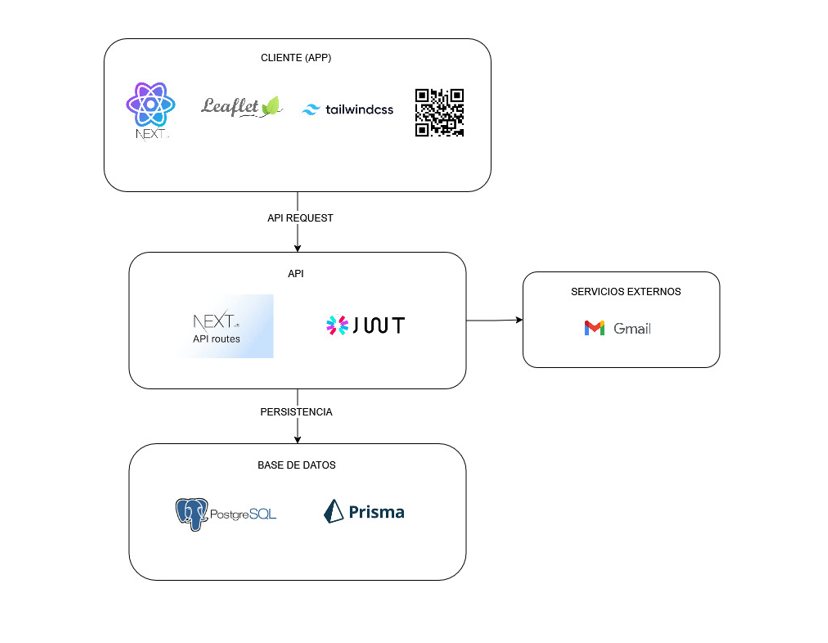 CLIENTE (APP)
NEXT.
Leaflet
tailwindcss
API REQUEST
API
NEXT.JS
API routes
JWT
SERVICIOS EXTERNOS
Gmail
PERSISTENCIA
BASE DE DATOS
PostgreSQL
Prisma